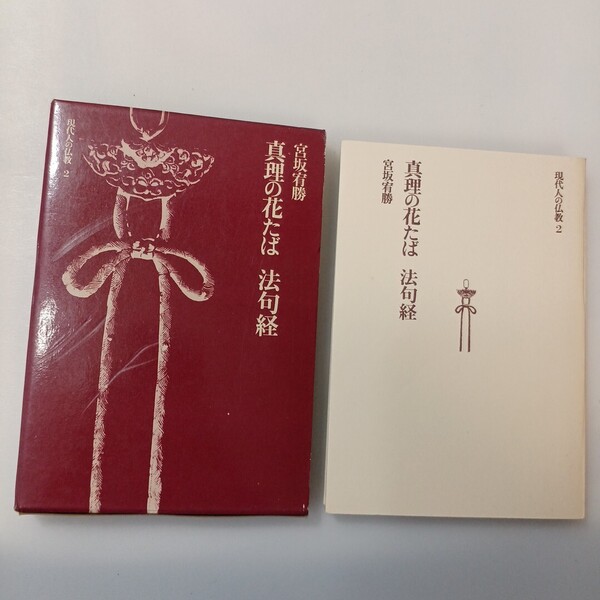 宮坂宥勝
真理の花たば 法句経
現代人の仏教 2
現代人の仏教 2
真理の花たば 法句経
宮坂宥勝